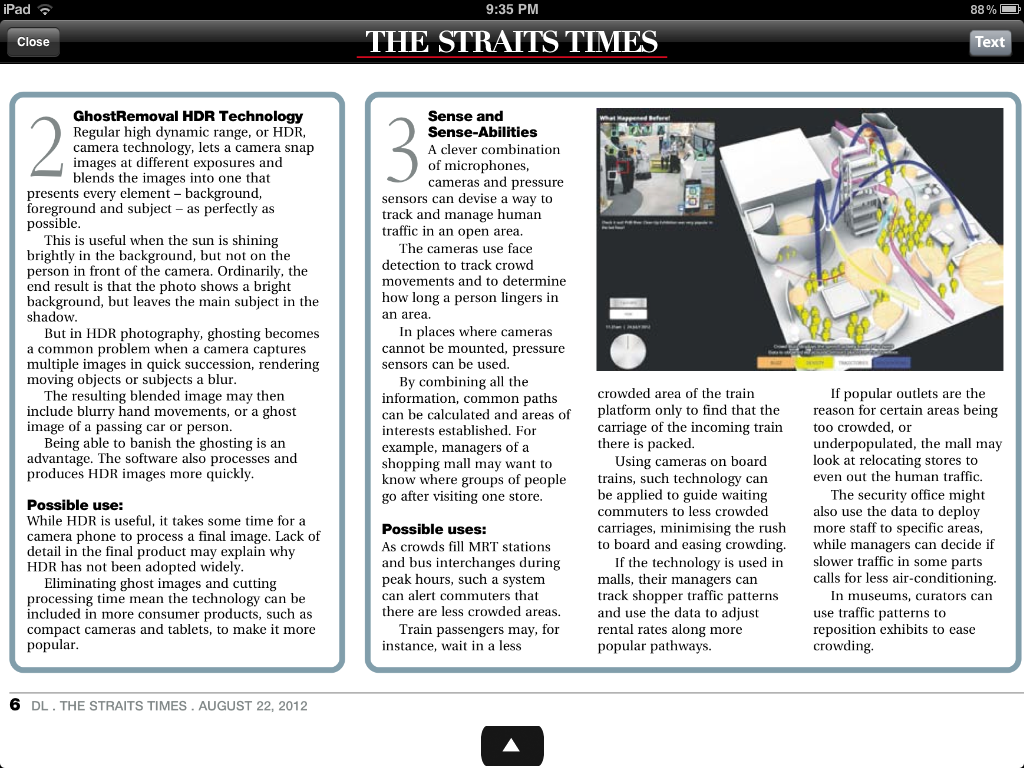 iPad
9:35 PM
88%
Close
THE STRAITS TIMES
Text
2
GhostRemoval HDR Technology
Regular high dynamic range, or HDR,
camera technology, lets a camera snap
images at different exposures and
blends the images into one that
presents every element – background,
foreground and subject – as perfectly as
possible.
This is useful when the sun is shining
brightly in the background, but not on the
person in front of the camera. Ordinarily, the
end result is that the photo shows a bright
background, but leaves the main subject in the
shadow.
But in HDR photography, ghosting becomes
a common problem when a camera captures
multiple images in quick succession, rendering
moving objects or subjects a blur.
The resulting blended image may then
include blurry hand movements, or a ghost
image of a passing car or person.
Being able to banish the ghosting is an
advantage. The software also processes and
produces HDR images more quickly.
Possible use:
While HDR is useful, it takes some time for a
camera phone to process a final image. Lack of
detail in the final product may explain why
HDR has not been adopted widely.
Eliminating ghost images and cutting
processing time mean the technology can be
included in more consumer products, such as
compact cameras and tablets, to make it more
popular.
3
Sense and
Sense-Abilities
A clever combination
of microphones,
cameras and pressure
sensors can devise a way to
track and manage human
traffic in an open area.
The cameras use face
detection to track crowd
movements and to determine
how long a person lingers in
an area.
In places where cameras
cannot be mounted, pressure
sensors can be used.
By combining all the
information, common paths
can be calculated and areas of
interests established. For
example, managers of a
shopping mall may want to
know where groups of people
go after visiting one store.
Possible uses:
As crowds fill MRT stations
and bus interchanges during
peak hours, such a system
can alert commuters that
there are less crowded areas.
Train passengers may, for
instance, wait in a less
What Happened Before!
crowded area of the train
platform only to find that the
carriage of the incoming train
there is packed.
Using cameras on board
trains, such technology can
be applied to guide waiting
commuters to less crowded
carriages, minimising the rush
to board and easing crowding.
If the technology is used in
malls, their managers can
track shopper traffic patterns
and use the data to adjust
rental rates along more
popular pathways.
If popular outlets are the
reason for certain areas being
too crowded, or
underpopulated, the mall may
look at relocating stores to
even out the human traffic.
The security office might
also use the data to deploy
more staff to specific areas,
while managers can decide if
slower traffic in some parts
calls for less air-conditioning.
In museums, curators can
use traffic patterns to
reposition exhibits to ease
crowding.
6 DL . THE STRAITS TIMES . AUGUST 22, 2012